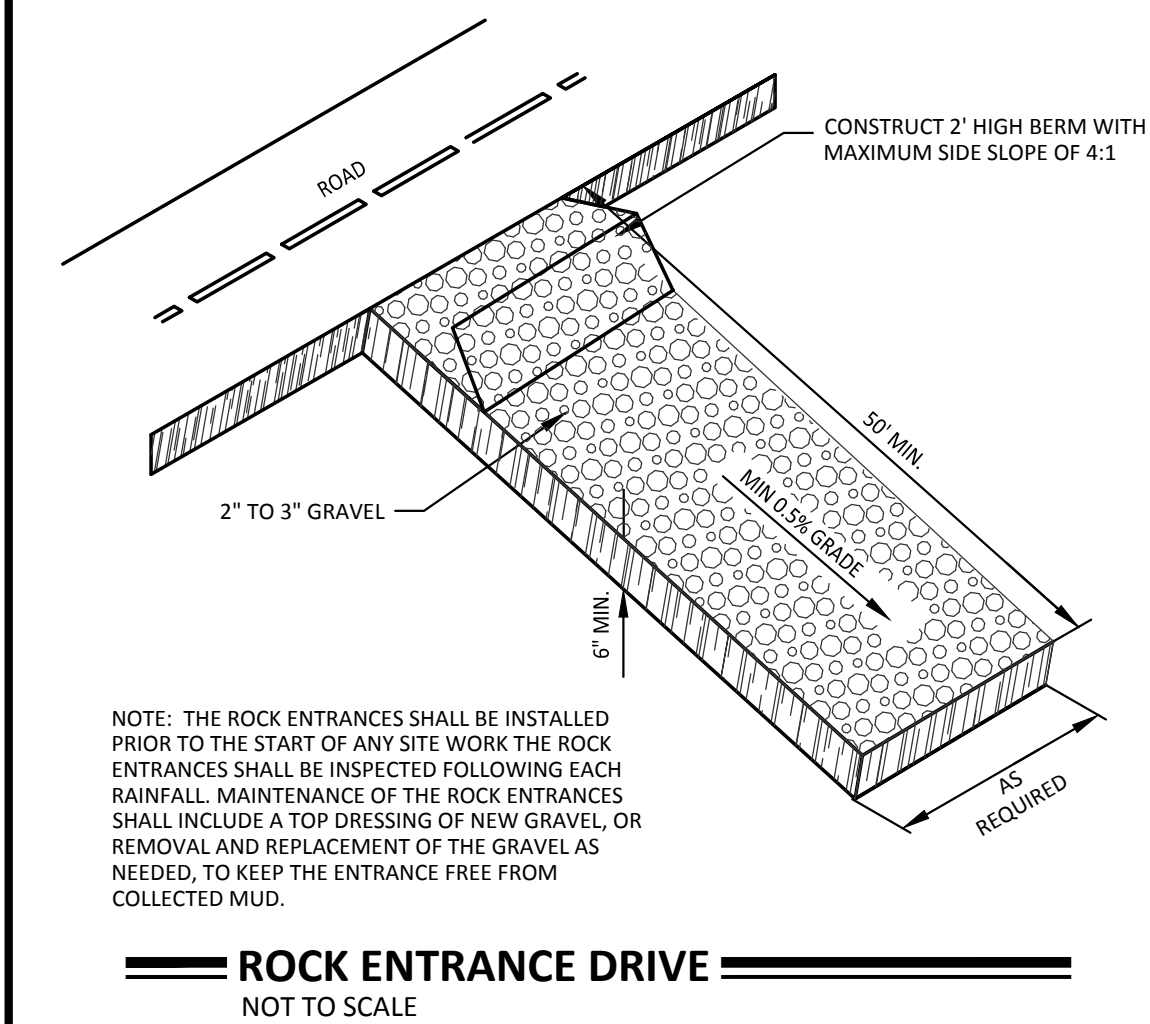 ROAD
CONSTRUCT 2' HIGH BERM WITH
MAXIMUM SIDE SLOPE OF 4:1
50' MIN.
2" TO 3" GRAVEL
MIN 0.5% GRADE
6" MIN.
AS
REQUIRED
NOTE: THE ROCK ENTRANCES SHALL BE INSTALLED
PRIOR TO THE START OF ANY SITE WORK THE ROCK
ENTRANCES SHALL BE INSPECTED FOLLOWING EACH
RAINFALL. MAINTENANCE OF THE ROCK ENTRANCES
SHALL INCLUDE A TOP DRESSING OF NEW GRAVEL, OR
REMOVAL AND REPLACEMENT OF THE GRAVEL AS
NEEDED, TO KEEP THE ENTRANCE FREE FROM
COLLECTED MUD.
ROCK ENTRANCE DRIVE
NOT TO SCALE